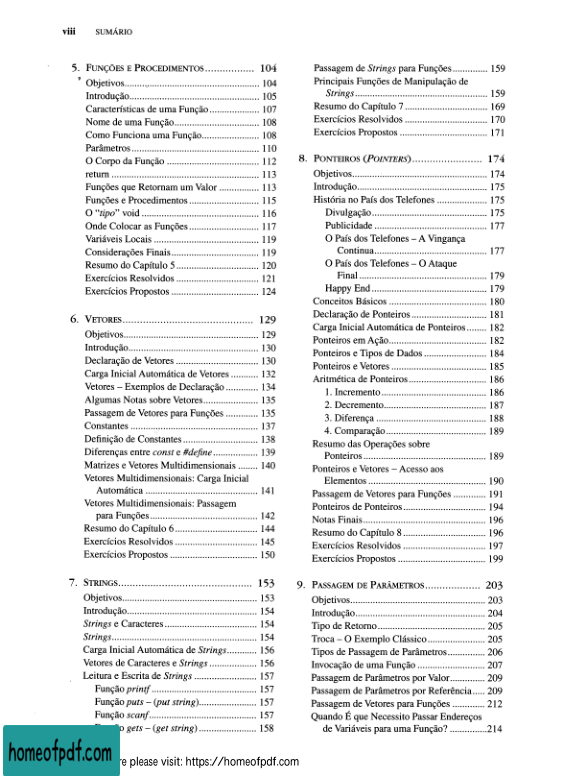 viii SUMÁRIO
5. FUNÇÕES E PROCEDIMENTOS ................. 104
Objetivos ................. 104
Introdução ................. 105
Características de uma Função ................. 107
Nome de uma Função ................. 108
Como Funciona uma Função ................. 108
Parâmetros ................. 110
O Corpo da Função ................. 112
return ................. 113
Funções que Retornam um Valor ................. 113
Funções e Procedimentos ................. 115
O "tipo" void ................. 116
Onde Colocar as Funções ................. 117
Variáveis Locais ................. 119
Considerações Finais ................. 119
Resumo do Capítulo 5 ................. 120
Exercícios Resolvidos ................. 121
Exercícios Propostos ................. 124
6. VETORES ................. 129
Objetivos ................. 129
Introdução ................. 130
Declaração de Vetores ................. 130
Carga Inicial Automática de Vetores ................. 132
Vetores – Exemplos de Declaração ................. 134
Algumas Notas sobre Vetores ................. 135
Passagem de Vetores para Funções ................. 135
Constantes ................. 137
Definição de Constantes ................. 138
Diferenças entre const e #define ................. 139
Matrizes e Vetores Multidimensionais ................. 140
Vetores Multidimensionais: Carga Inicial
Automática ................. 141
Vetores Multidimensionais: Passagem
para Funções ................. 142
Resumo do Capítulo 6 ................. 144
Exercícios Resolvidos ................. 145
Exercícios Propostos ................. 150
7. STRINGS ................. 153
Objetivos ................. 153
Introdução ................. 154
Strings e Caracteres ................. 154
Strings ................. 154
Carga Inicial Automática de Strings ................. 156
Vetores de Caracteres e Strings ................. 156
Leitura e Escrita de Strings ................. 157
Função printf ................. 157
Função puts – (put string) ................. 157
Função scanf ................. 157
gets – (get string) ................. 158
Passagem de Strings para Funções ................. 159
Principais Funções de Manipulação de
Strings ................. 159
Resumo do Capítulo 7 ................. 169
Exercícios Resolvidos ................. 170
Exercícios Propostos ................. 171
8. PONTEIROS (POINTERS) ................. 174
Objetivos ................. 174
Introdução ................. 175
História no País dos Telefones ................. 175
Divulgação ................. 175
Publicidade ................. 177
O País dos Telefones – A Vingança
Continua ................. 177
O País dos Telefones – O Ataque
Final ................. 179
Happy End ................. 179
Conceitos Básicos ................. 180
Declaração de Ponteiros ................. 181
Carga Inicial Automática de Ponteiros ................. 182
Ponteiros em Ação ................. 182
Ponteiros e Tipos de Dados ................. 184
Ponteiros e Vetores ................. 185
Aritmética de Ponteiros ................. 186
1. Incremento ................. 186
2. Decremento ................. 187
3. Diferença ................. 188
4. Comparação ................. 189
Resumo das Operações sobre
Ponteiros ................. 189
Ponteiros e Vetores – Acesso aos
Elementos ................. 190
Passagem de Vetores para Funções ................. 191
Ponteiros de Ponteiros ................. 194
Notas Finais ................. 196
Resumo do Capítulo 8 ................. 196
Exercícios Resolvidos ................. 197
Exercícios Propostos ................. 199
9. PASSAGEM DE PARÂMETROS ................. 203
Objetivos ................. 203
Introdução ................. 204
Tipo de Retorno ................. 205
Troca – O Exemplo Clássico ................. 205
Tipos de Passagem de Parâmetros ................. 206
Invocação de uma Função ................. 207
Passagem de Parâmetros por Valor ................. 209
Passagem de Parâmetros por Referência ................. 209
Passagem de Vetores para Funções ................. 212
Quando É que Necessito Passar Endereços
de Variáveis para uma Função? ................. 214
homeofpdf.com
re please visit: https://homeofpdf.com